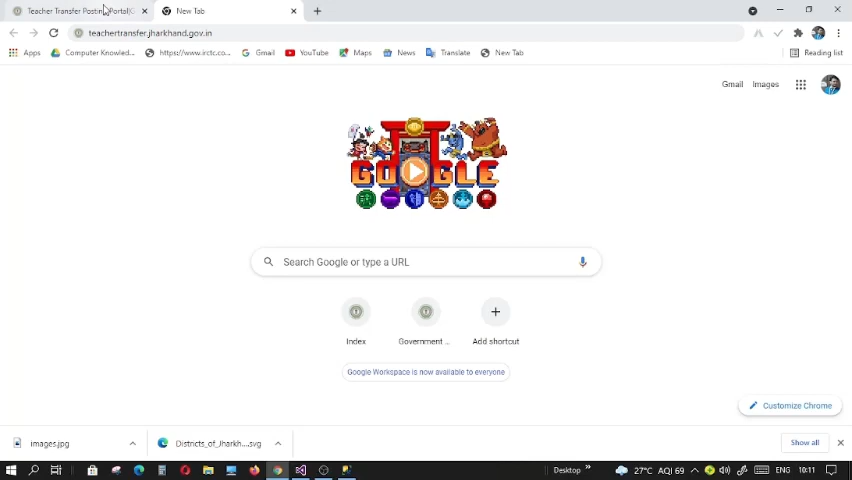 Teacher Transfer Posting Portal|G
New Tab
teachertransfer.jharkhand.gov.in
Apps
Computer Knowled...
https://www.irctc.co...
Gmail
YouTube
Maps
News
Translate
New Tab
Reading list
Gmail
Images
GOOGLE
Search Google or type a URL
Index
Government ...
Add shortcut
Google Workspace is now available to everyone
Customize Chrome
images.jpg
Districts_of_Jharkh....svg
Show all
Desktop
27°C AQI 69
ENG
10:11